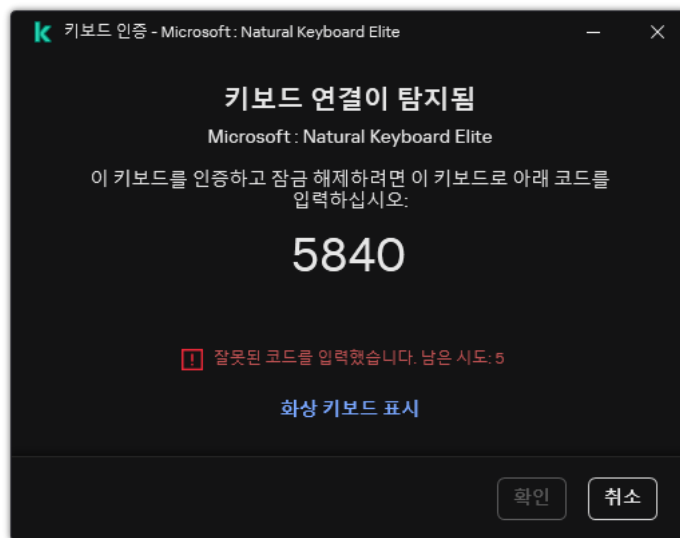 키보드 인증 - Microsoft : Natural Keyboard Elite
키보드 연결이 탐지됨
Microsoft : Natural Keyboard Elite
이 키보드를 인증하고 잠금 해제하려면 이 키보드로 아래 코드를
입력하십시오:
5840
잘못된 코드를 입력했습니다. 남은 시도: 5
화상 키보드 표시
확인 취소